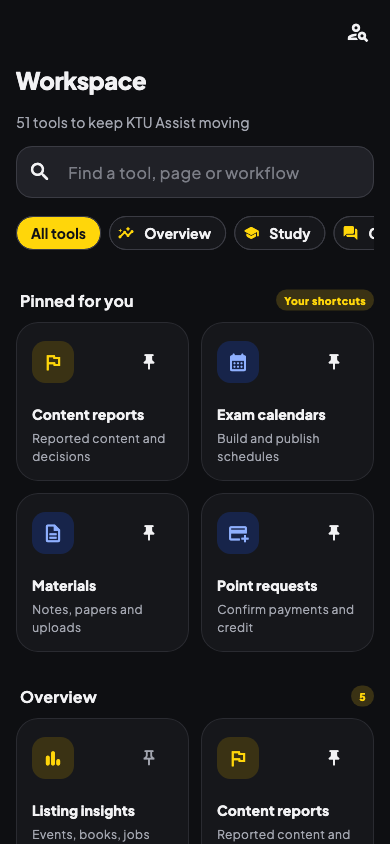 Workspace
51 tools to keep KTU Assist moving
Find a tool, page or workflow
All tools
Overview
Study
Pinned for you
Your shortcuts
Content reports
Reported content and
decisions
Exam calendars
Build and publish
schedules
Materials
Notes, papers and
uploads
Point requests
Confirm payments and
credit
Overview
5
Listing insights
Events, books, jobs
Content reports
Reported content and